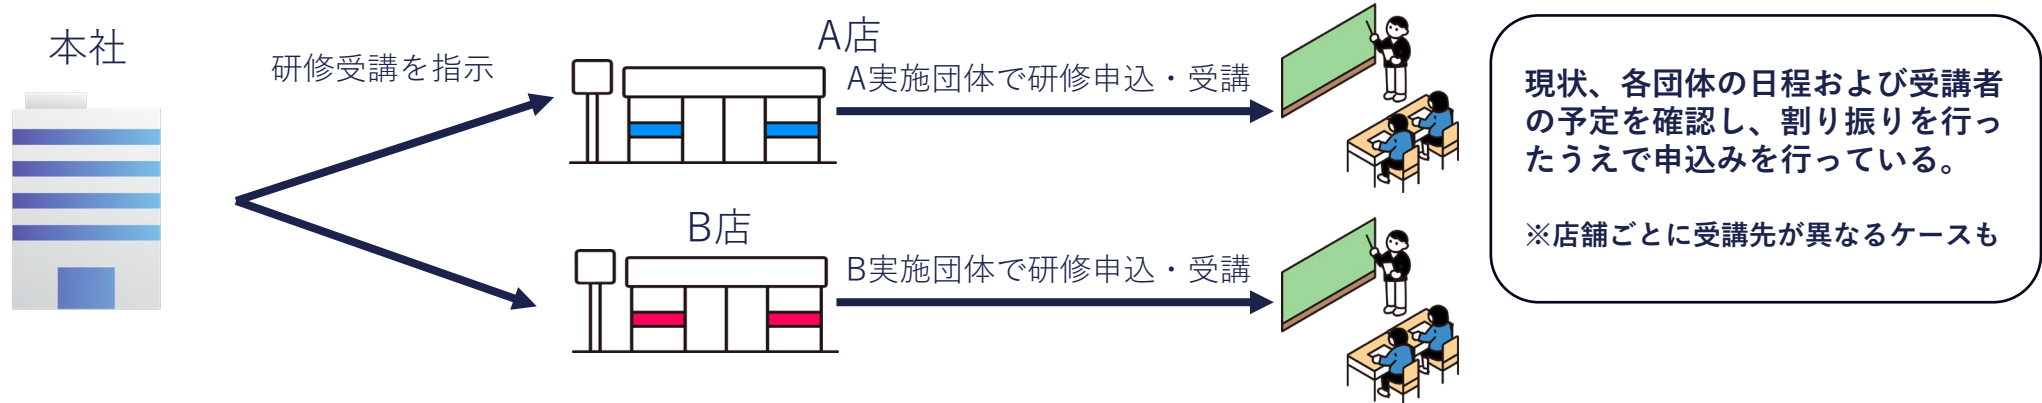 本社
研修受講を指示
A店
A実施団体で研修申込・受講
B店
B実施団体で研修申込・受講
現状、各団体の日程および受講者
の予定を確認し、割り振りを行っ
たうえで申込みを行っている。
※店舗ごとに受講先が異なるケースも